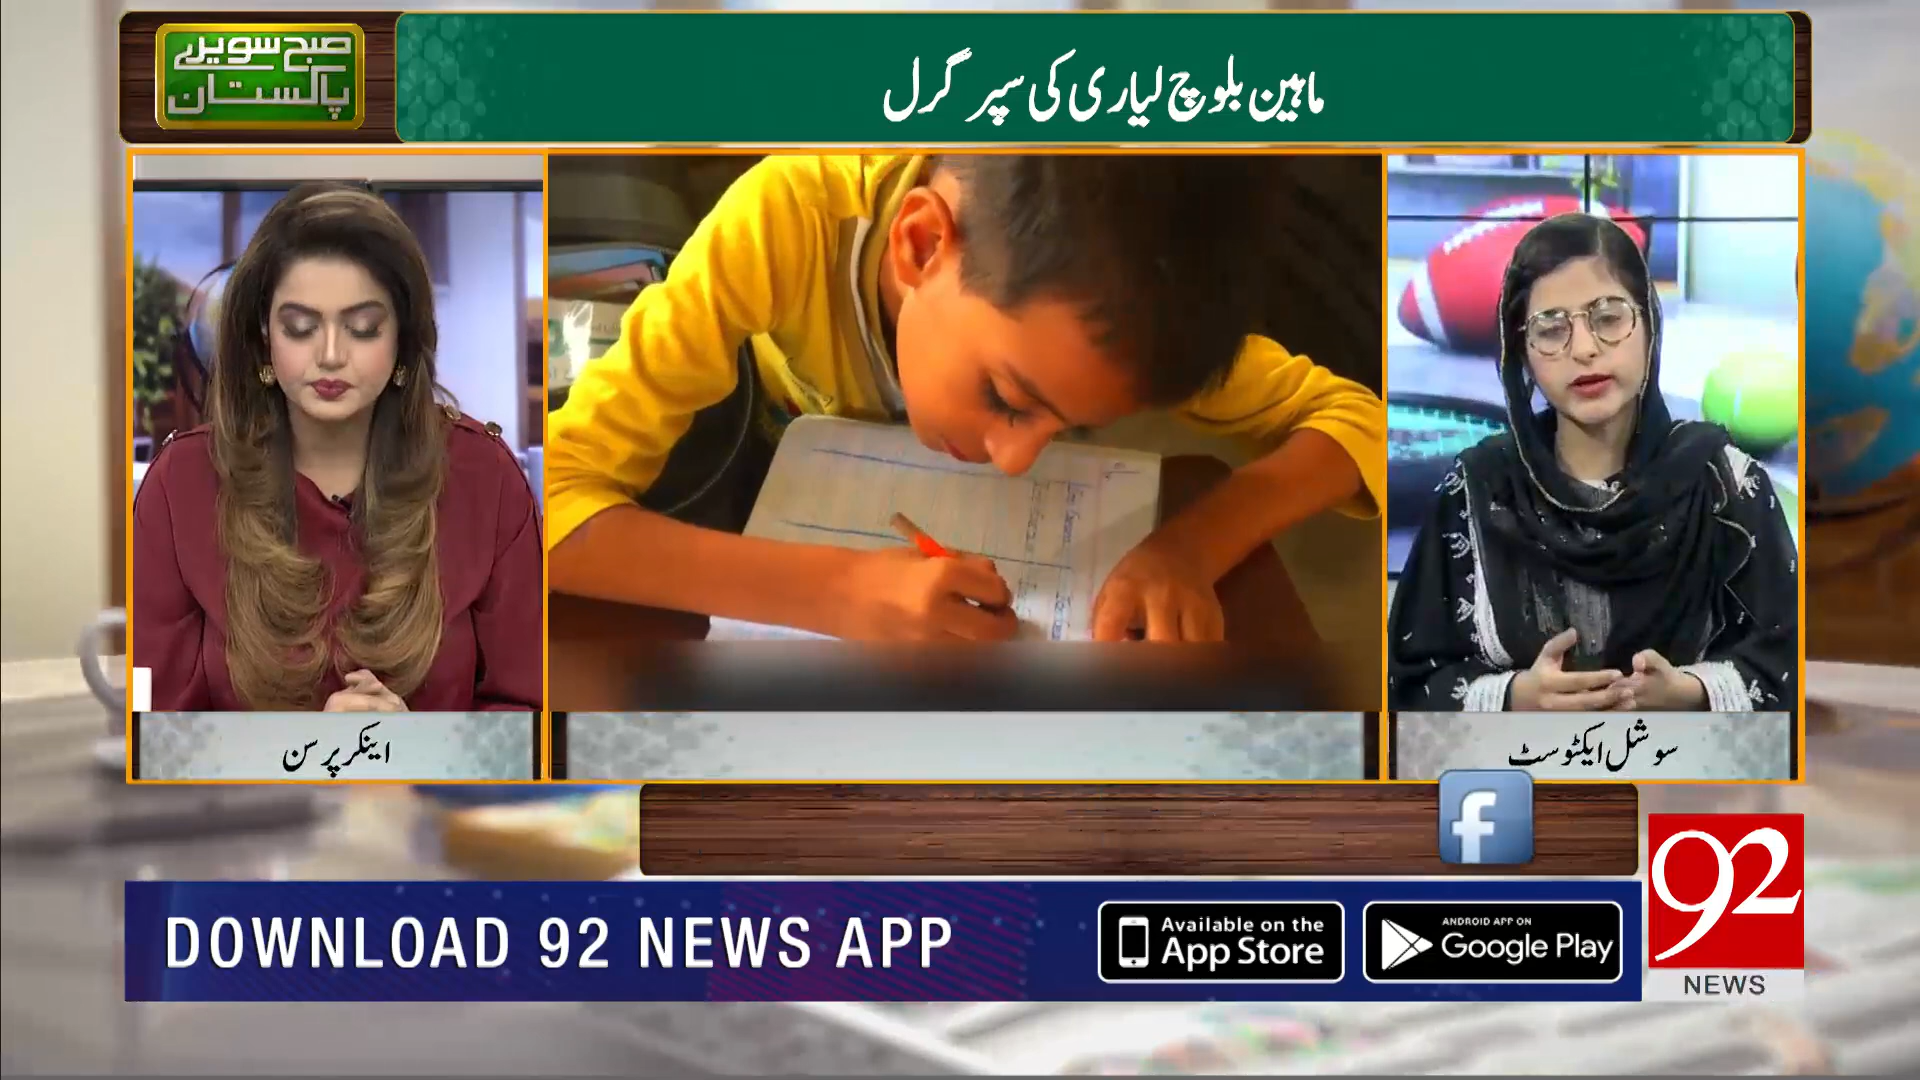 صبح سویرے
پاکستان
ماہین بلوچ لیاری کی سپر گرل
اینکر پرسن
سوشل ایکٹوسٹ
DOWNLOAD 92 NEWS APP
Available on the
App Store
ANDROID APP ON
Google Play
92
NEWS